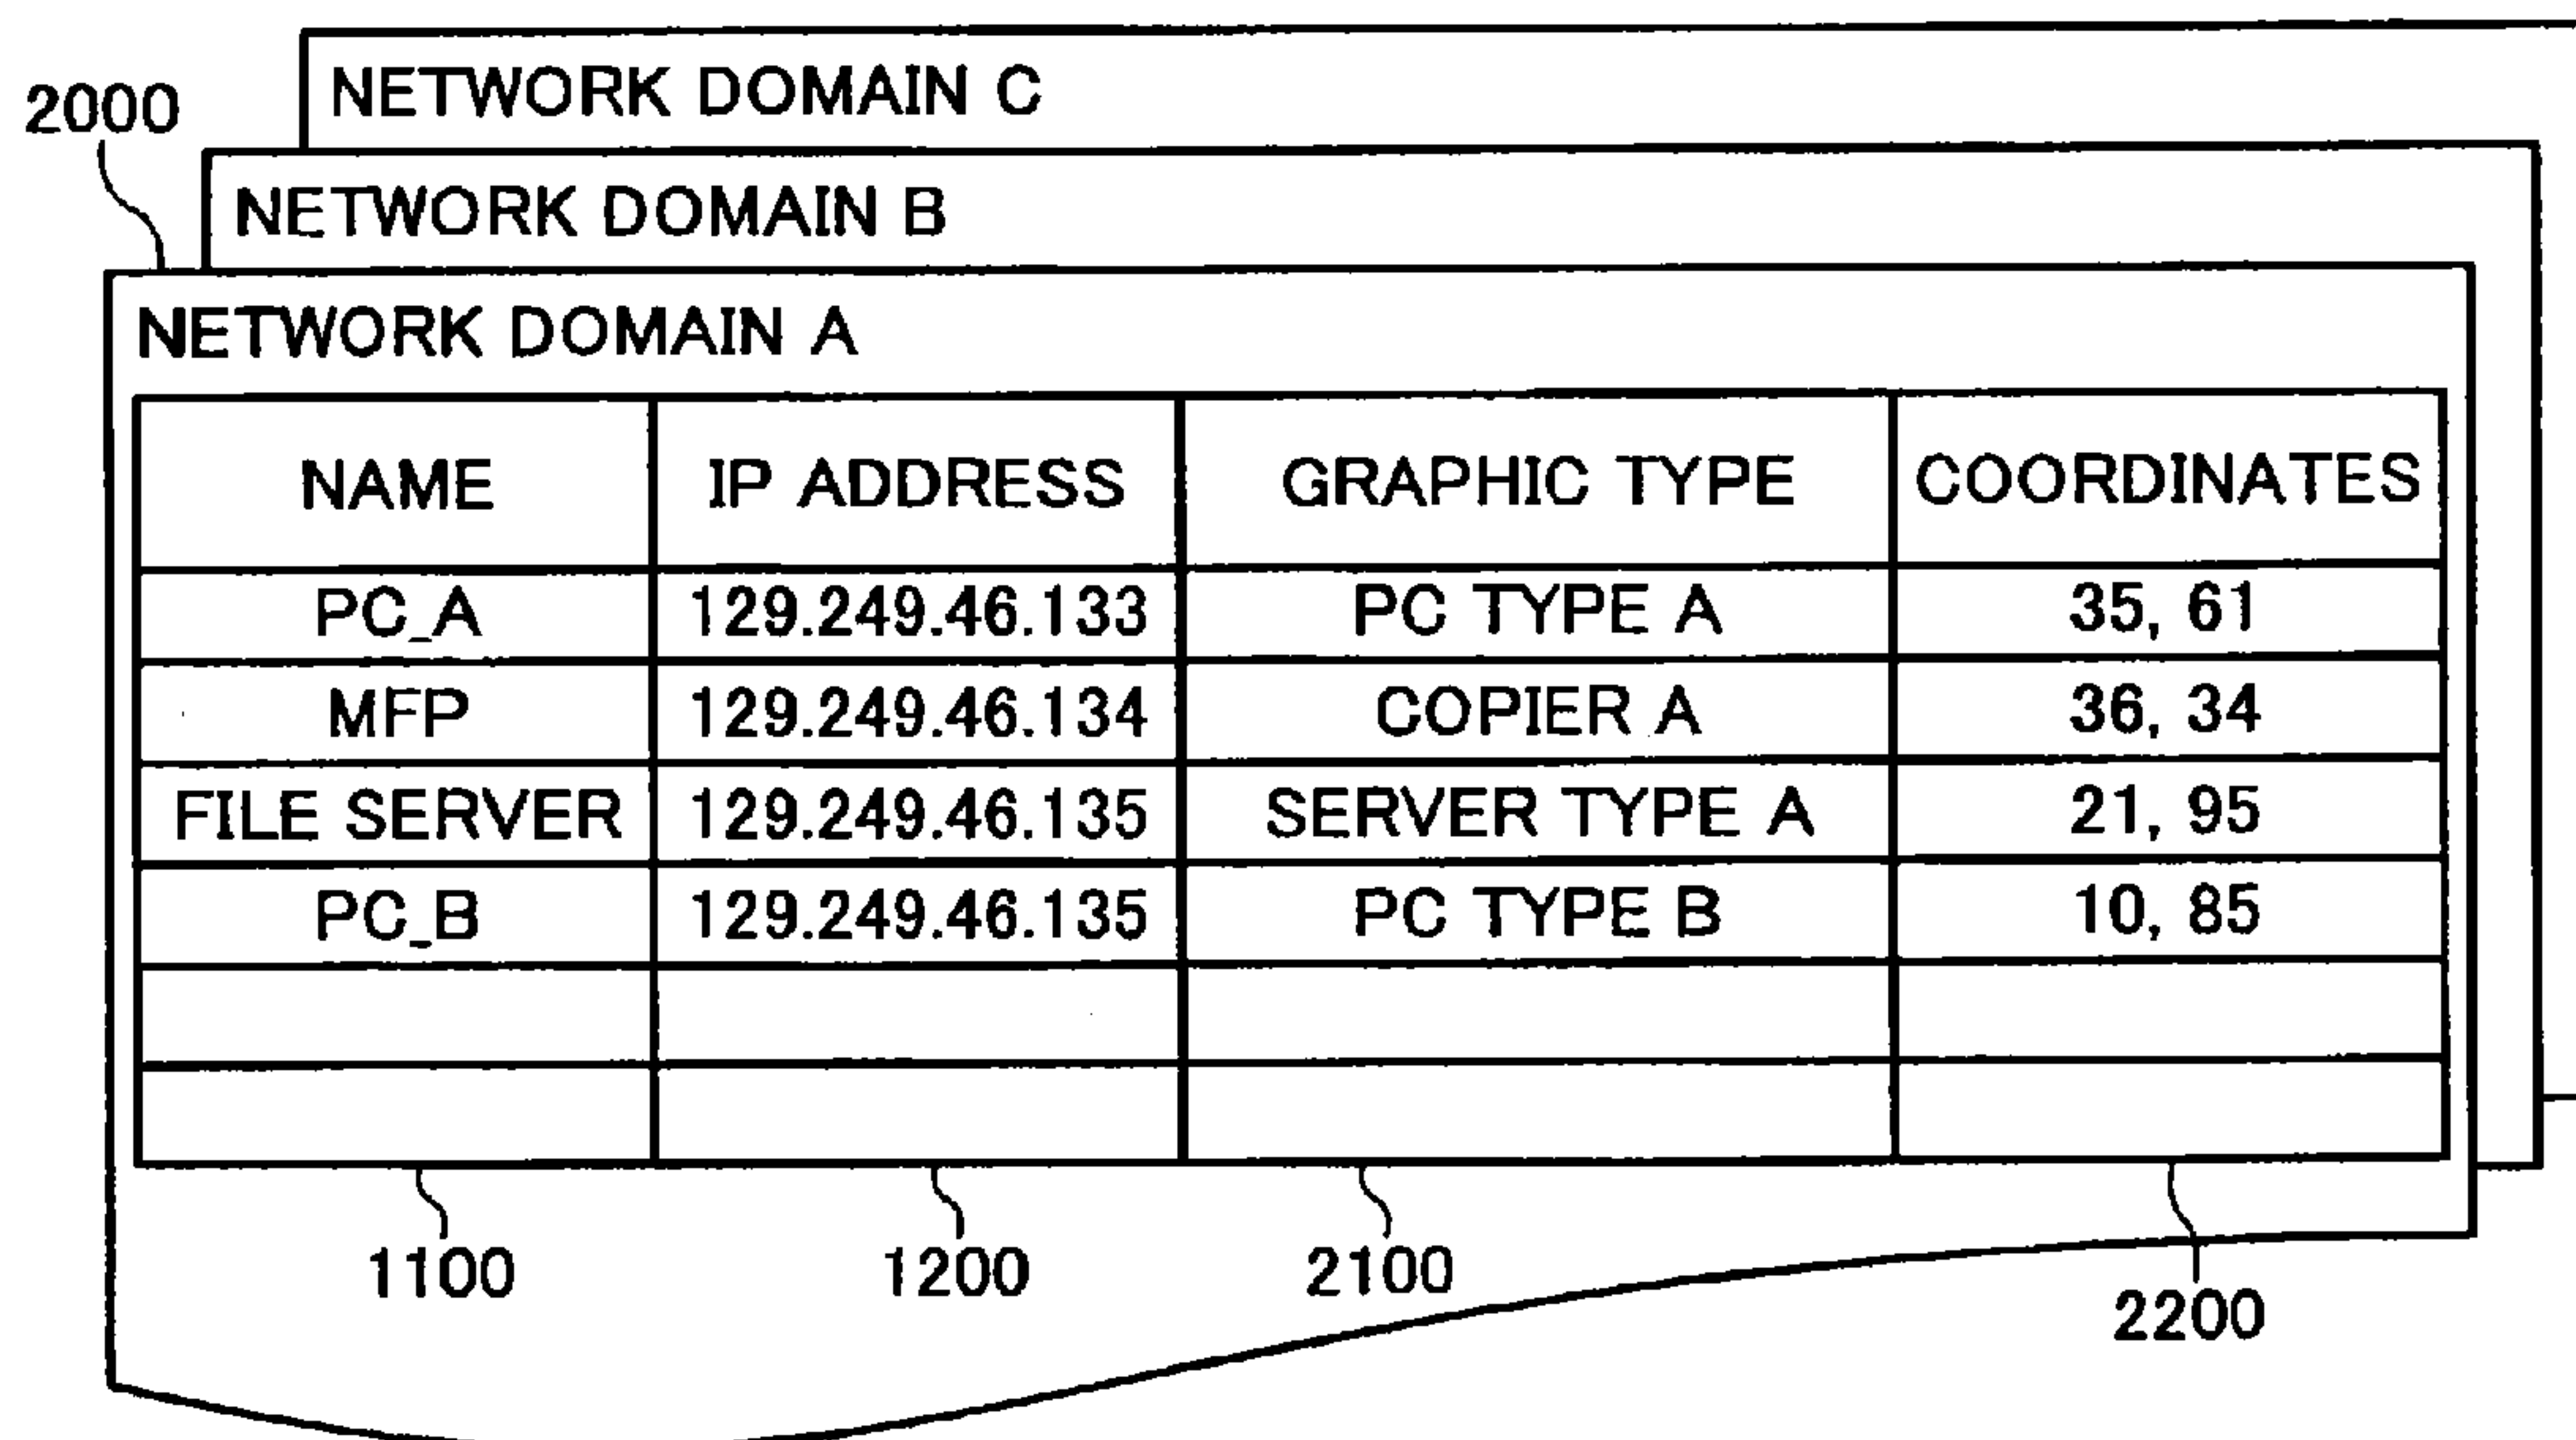 NETWORK DOMAIN C
2000
NETWORK DOMAIN B
NETWORK DOMAIN A
NAME IP ADDRESS GRAPHIC TYPE COORDINATES
PC_A 129.249.46.133 PC TYPE A 35, 61
MFP 129.249.46.134 COPIER A 36, 34
FILE SERVER 129.249.46.135 SERVER TYPE A 21, 95
PC_B 129.249.46.135 PC TYPE B 10, 85
1100 1200 2100 2200